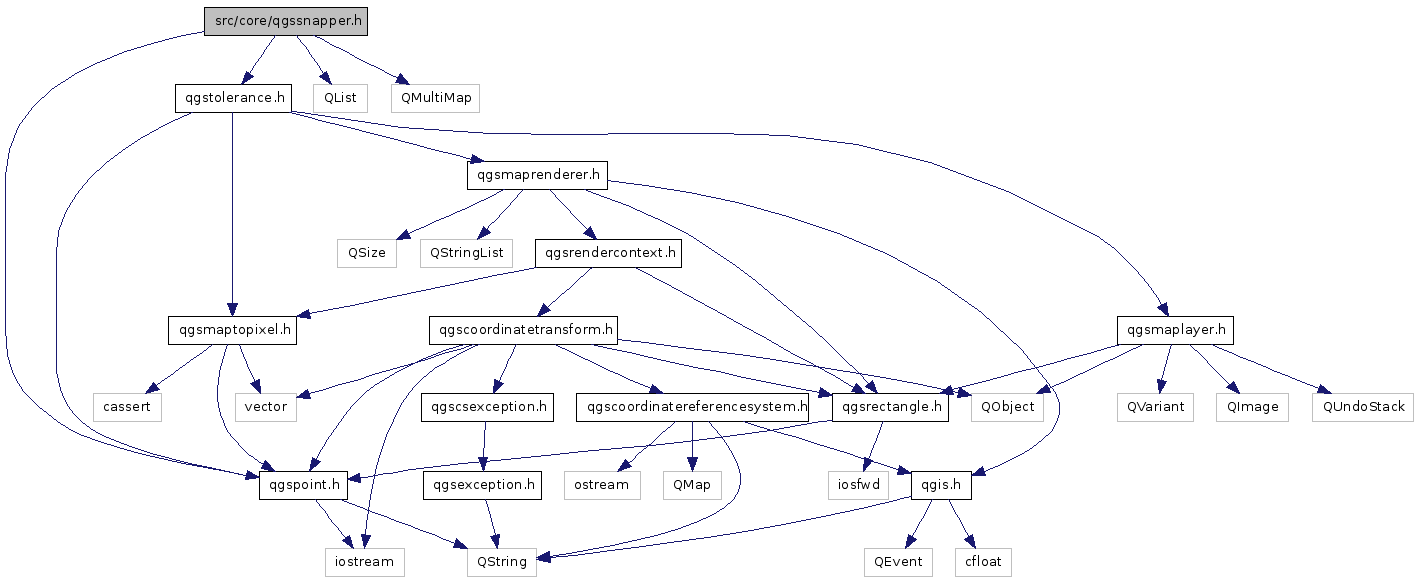 src/core/qgssnapper.h
qgstolerance.h
QList
QMultiMap
qgsmaprenderer.h
QSize
QStringList
qgsrendercontext.h
qgsmaptopixel.h
qgscoordinatetransform.h
qgsmaplayer.h
cassert
vector
qgscsexception.h
qgscoordinatereferencesystem.h
qgsrectangle.h
QObject
QVariant
QImage
QUndoStack
qgspoint.h
qgsexception.h
ostream
QMap
iosfwd
qgis.h
iostream
QString
QEvent
cfloat